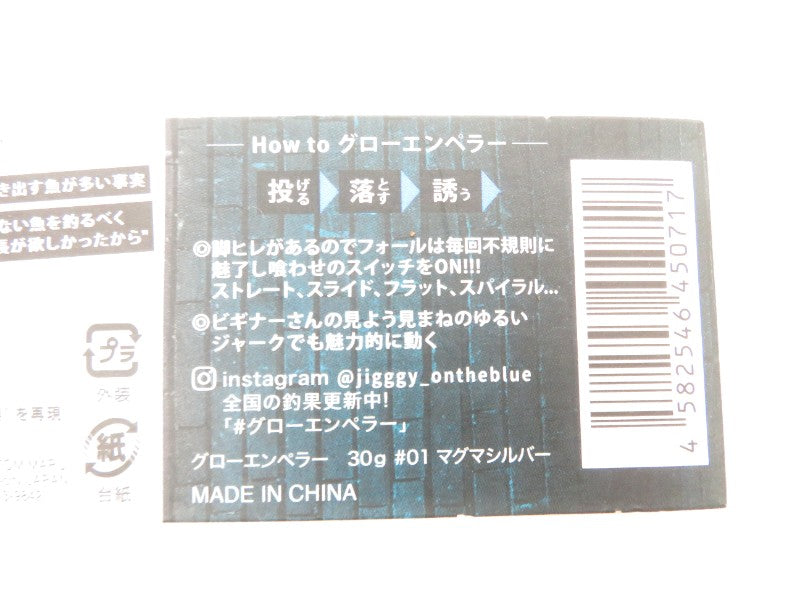 How to グローエンペラー
投げる 落とす 誘う
◎脚ヒレがあるのでフォールは毎回不規則に
魅了し喰わせのスイッチをON!!!
ストレート、スライド、フラット、スパイラル...
◎ビギナーさんの見よう見まねのゆるい
ジャークでも魅力的に動く
instagram @jigggy_ontheblue
全国の釣果更新中!
「#グローエンペラー」
グローエンペラー 30g #01 マグマシルバー
MADE IN CHINA
4 582546 450717
き出す魚が多い事実
ない魚を釣るべく
長が欲しかったから"
プラ
外装
を再現
紙
台紙